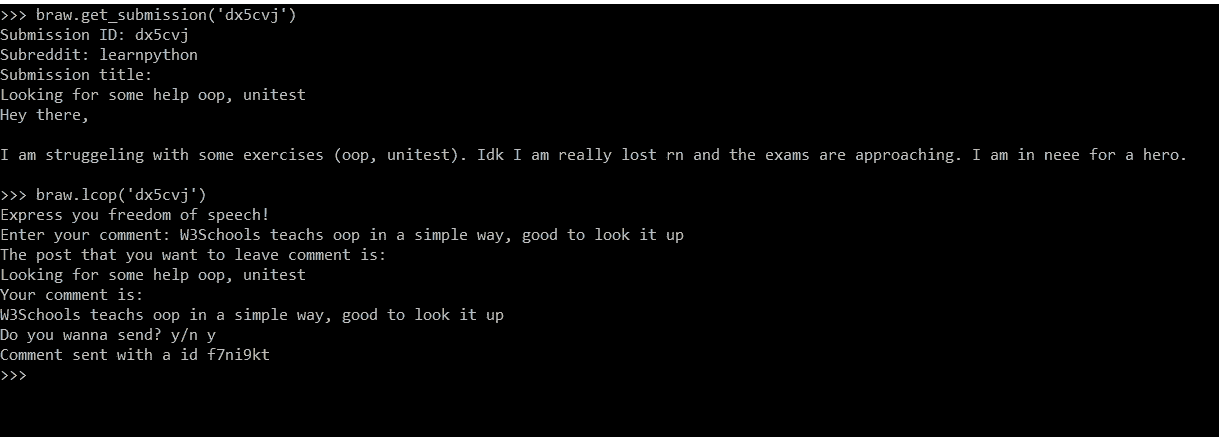 >>> braw.get_submission('dx5cvj')
Submission ID: dx5cvj
Subreddit: learnpython
Submission title:
Looking for some help oop, unitest
Hey there,
I am struggeling with some exercises (oop, unitest). Idk I am really lost rn and the exams are approaching. I am in neee for a hero.
>>> braw.lcop('dx5cvj')
Express you freedom of speech!
Enter your comment: W3Schools teachs oop in a simple way, good to look it up
The post that you want to leave comment is:
Looking for some help oop, unitest
Your comment is:
W3Schools teachs oop in a simple way, good to look it up
Do you wanna send? y/n y
Comment sent with a id f7ni9kt
>>>